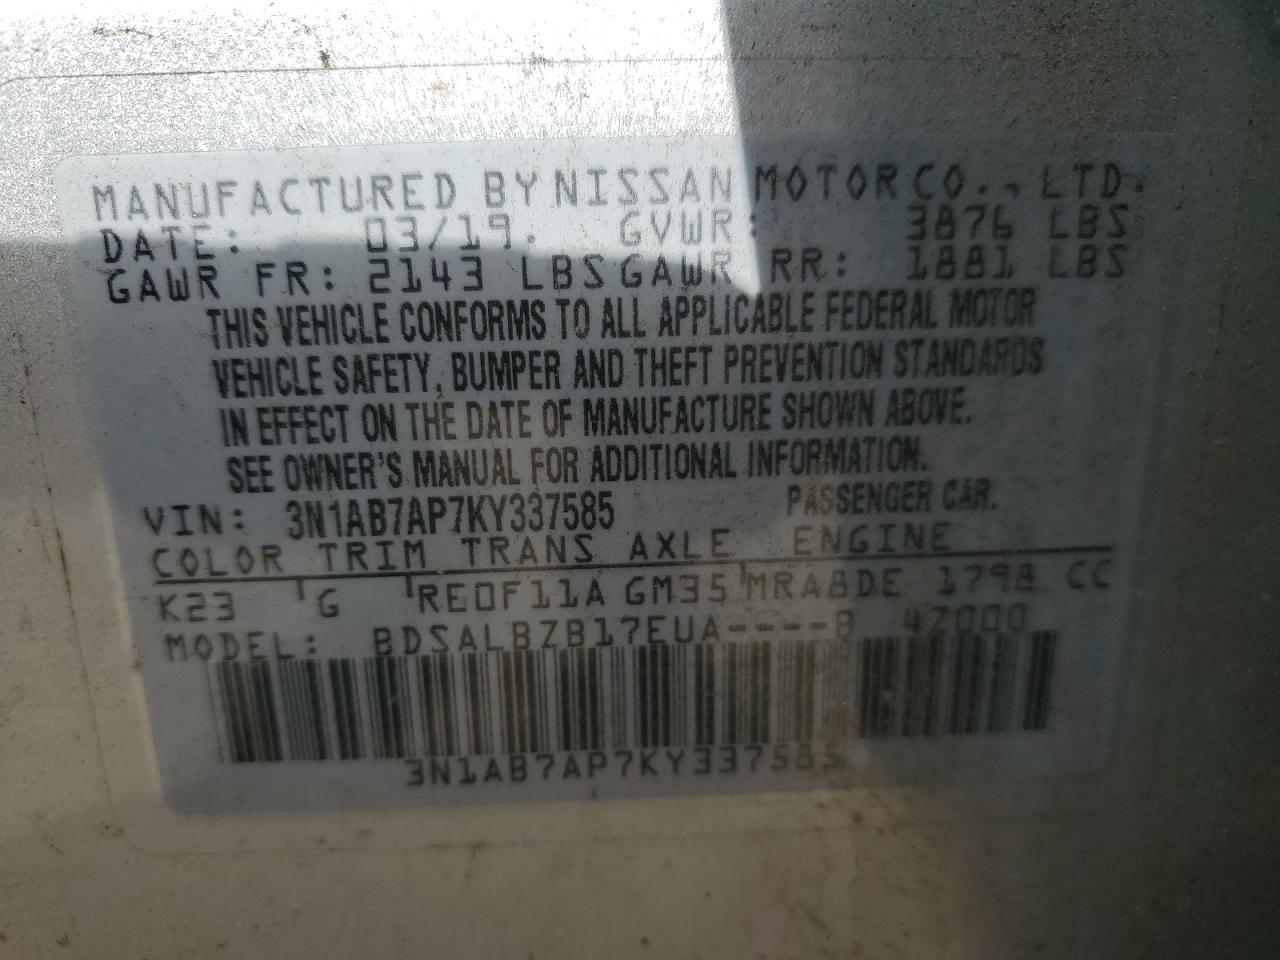 MANUFACTURED BY NISSAN MOTOR CO., LTD.
DATE: 03/19. GVWR: 3876 LBS
GAWR FR: 2143 LBS GAWR RR: 1881 LBS
THIS VEHICLE CONFORMS TO ALL APPLICABLE FEDERAL MOTOR
VEHICLE SAFETY, BUMPER AND THEFT PREVENTION STANDARDS
IN EFFECT ON THE DATE OF MANUFACTURE SHOWN ABOVE.
SEE OWNER'S MANUAL FOR ADDITIONAL INFORMATION.
VIN: 3N1AB7AP7KY337585 PASSENGER CAR.
COLOR TRIM TRANS AXLE ENGINE
K23 G RE0F11A GM35 MRA8DE 1798 CC
MODEL: BDSALBZB17EUA----B 47000
3N1AB7AP7KY337585